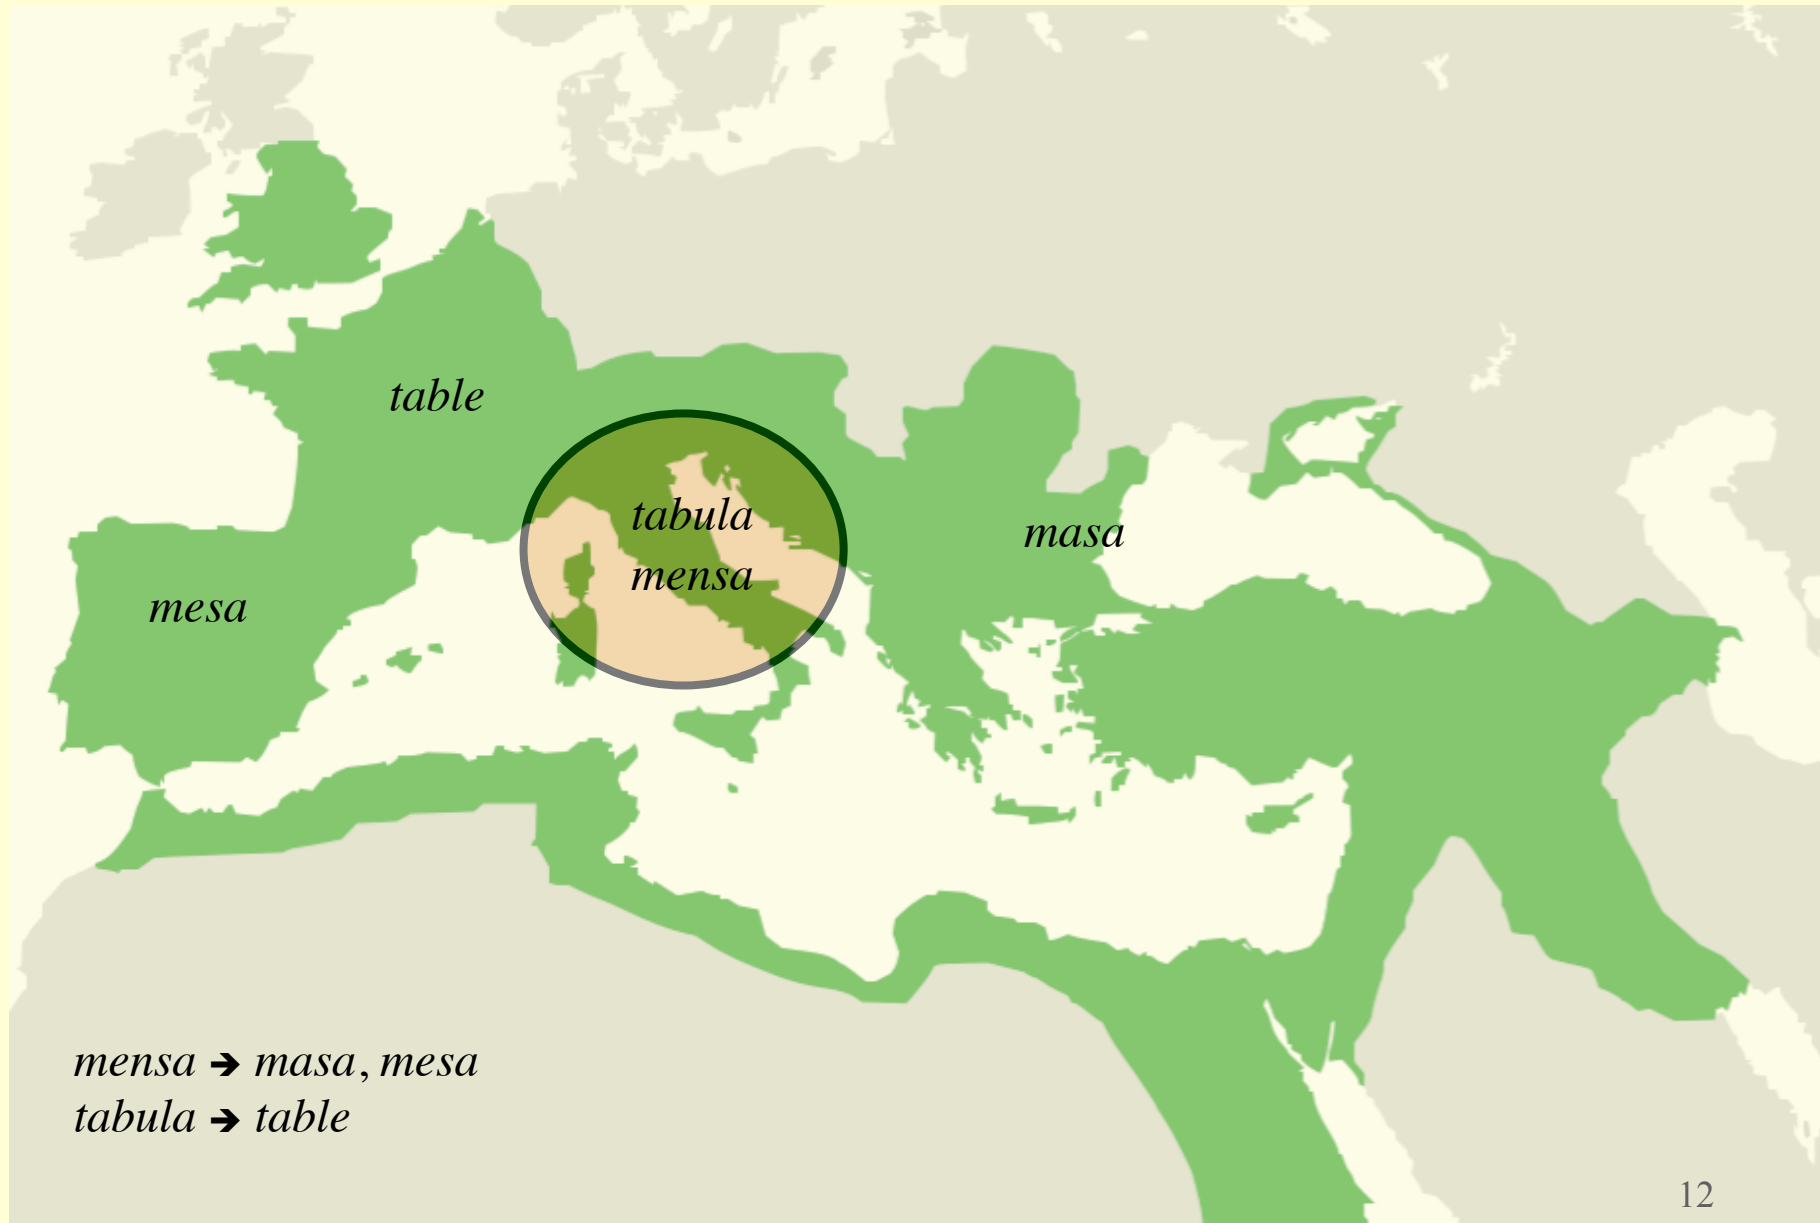 table
tabula
mensa
masa
mesa
mensa ➔ masa, mesa
tabula ➔ table
12